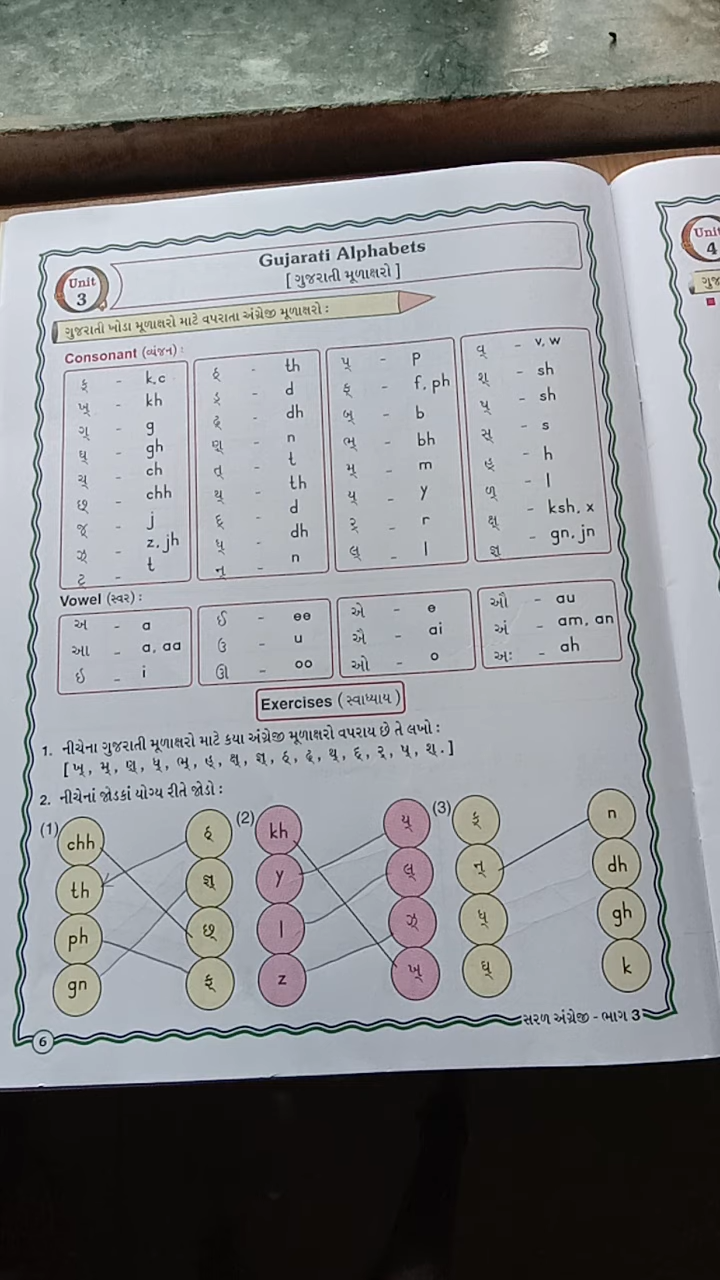 Unit
3
Gujarati Alphabets
[ ગુજરાતી મૂળાક્ષરો ]
ગુજરાતી ખોડા મૂળાક્ષરો માટે વપરાતા અંગ્રેજી મૂળાક્ષરો :
Consonant (વ્યંજન) :
ક્ - k, c
ખ્ - kh
ગ્ - g
ઘ્ - gh
ચ્ - ch
છ્ - chh
જ્ - j
ઝ્ - z, jh
ટ્ - t
ઠ્ - th
ડ્ - d
ઢ્ - dh
ણ્ - n
ત્ - t
થ્ - th
દ્ - d
ધ્ - dh
ન્ - n
પ્ - p
ફ્ - f, ph
બ્ - b
ભ્ - bh
મ્ - m
ય્ - y
ર્ - r
લ્ - l
વ્ - v, w
શ્ - sh
ષ્ - sh
સ્ - s
હ્ - h
ળ્ - l
ક્ષ્ - ksh, x
જ્ઞ્ - gn, jn
Vowel (સ્વર) :
અ - a
આ - a, aa
ઇ - i
ઈ - ee
ઉ - u
ઊ - oo
એ - e
ઐ - ai
ઓ - o
ઔ - au
અં - am, an
અઃ - ah
Exercises ( સ્વાધ્યાય )
1. નીચેના ગુજરાતી મૂળાક્ષરો માટે કયા અંગ્રેજી મૂળાક્ષરો વપરાય છે તે લખો :
2. નીચેનાં જોડકાં યોગ્ય રીતે જોડો :
(1)
chh ઠ્
th જ્ઞ્
ph છ્
gn ફ્
(2)
kh ય્
y લ્
l ઝ્
z ખ્
(3)
ક્ n
ન્ dh
ધ્ gh
ઘ્ k
6
સરળ અંગ્રેજી - ભાગ 3
Unit
4